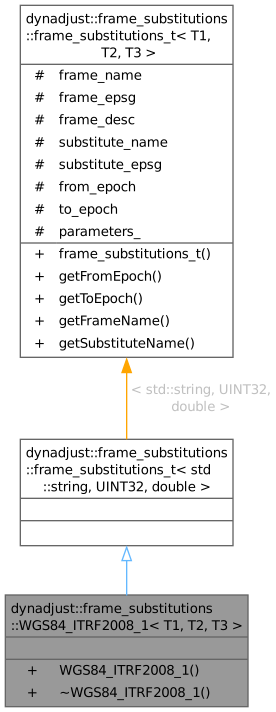 dynadjust::frame_substitutions
::frame_substitutions_t< T1,
T2, T3 >
# frame_name
# frame_epsg
# frame_desc
# substitute_name
# substitute_epsg
# from_epoch
# to_epoch
# parameters_
+ frame_substitutions_t()
+ getFromEpoch()
+ getToEpoch()
+ getFrameName()
+ getSubstituteName()
< std::string, UINT32,
double >
dynadjust::frame_substitutions
::frame_substitutions_t< std
::string, UINT32, double >
dynadjust::frame_substitutions
::WGS84_ITRF2008_1< T1, T2, T3 >
+ WGS84_ITRF2008_1()
+ ~WGS84_ITRF2008_1()